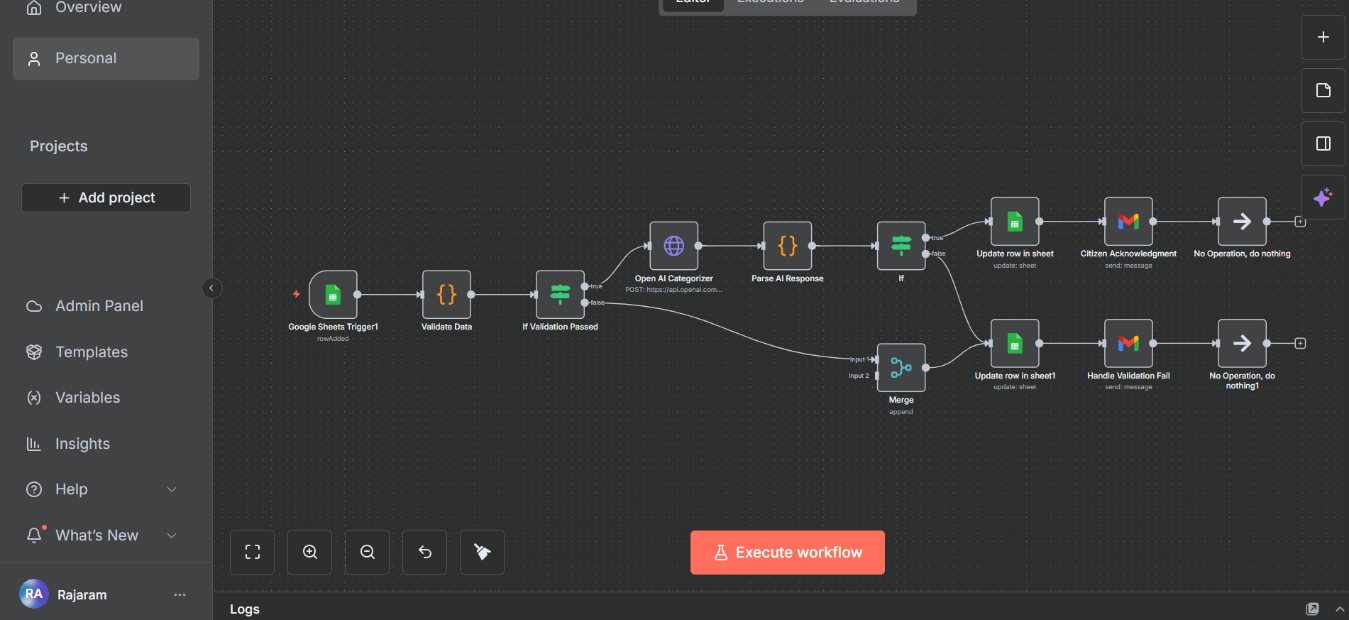 Overview
Personal
Projects
+ Add project
Admin Panel
Templates
Variables
Insights
Help
What's New
RA
Rajaram
Editor
Executions
Evaluations
Google Sheets Trigger1
rowAdded
Validate Data
If Validation Passed
true
false
Open AI Categorizer
POST: https://api.openai.com...
Parse AI Response
If
true
false
Input 1
Input 2
Merge
append
Update row in sheet
update: sheet
Citizen Acknowledgment
send: message
No Operation, do nothing
Update row in sheet1
update: sheet
Handle Validation Fail
send: message
No Operation, do
nothing1
Execute workflow
Logs